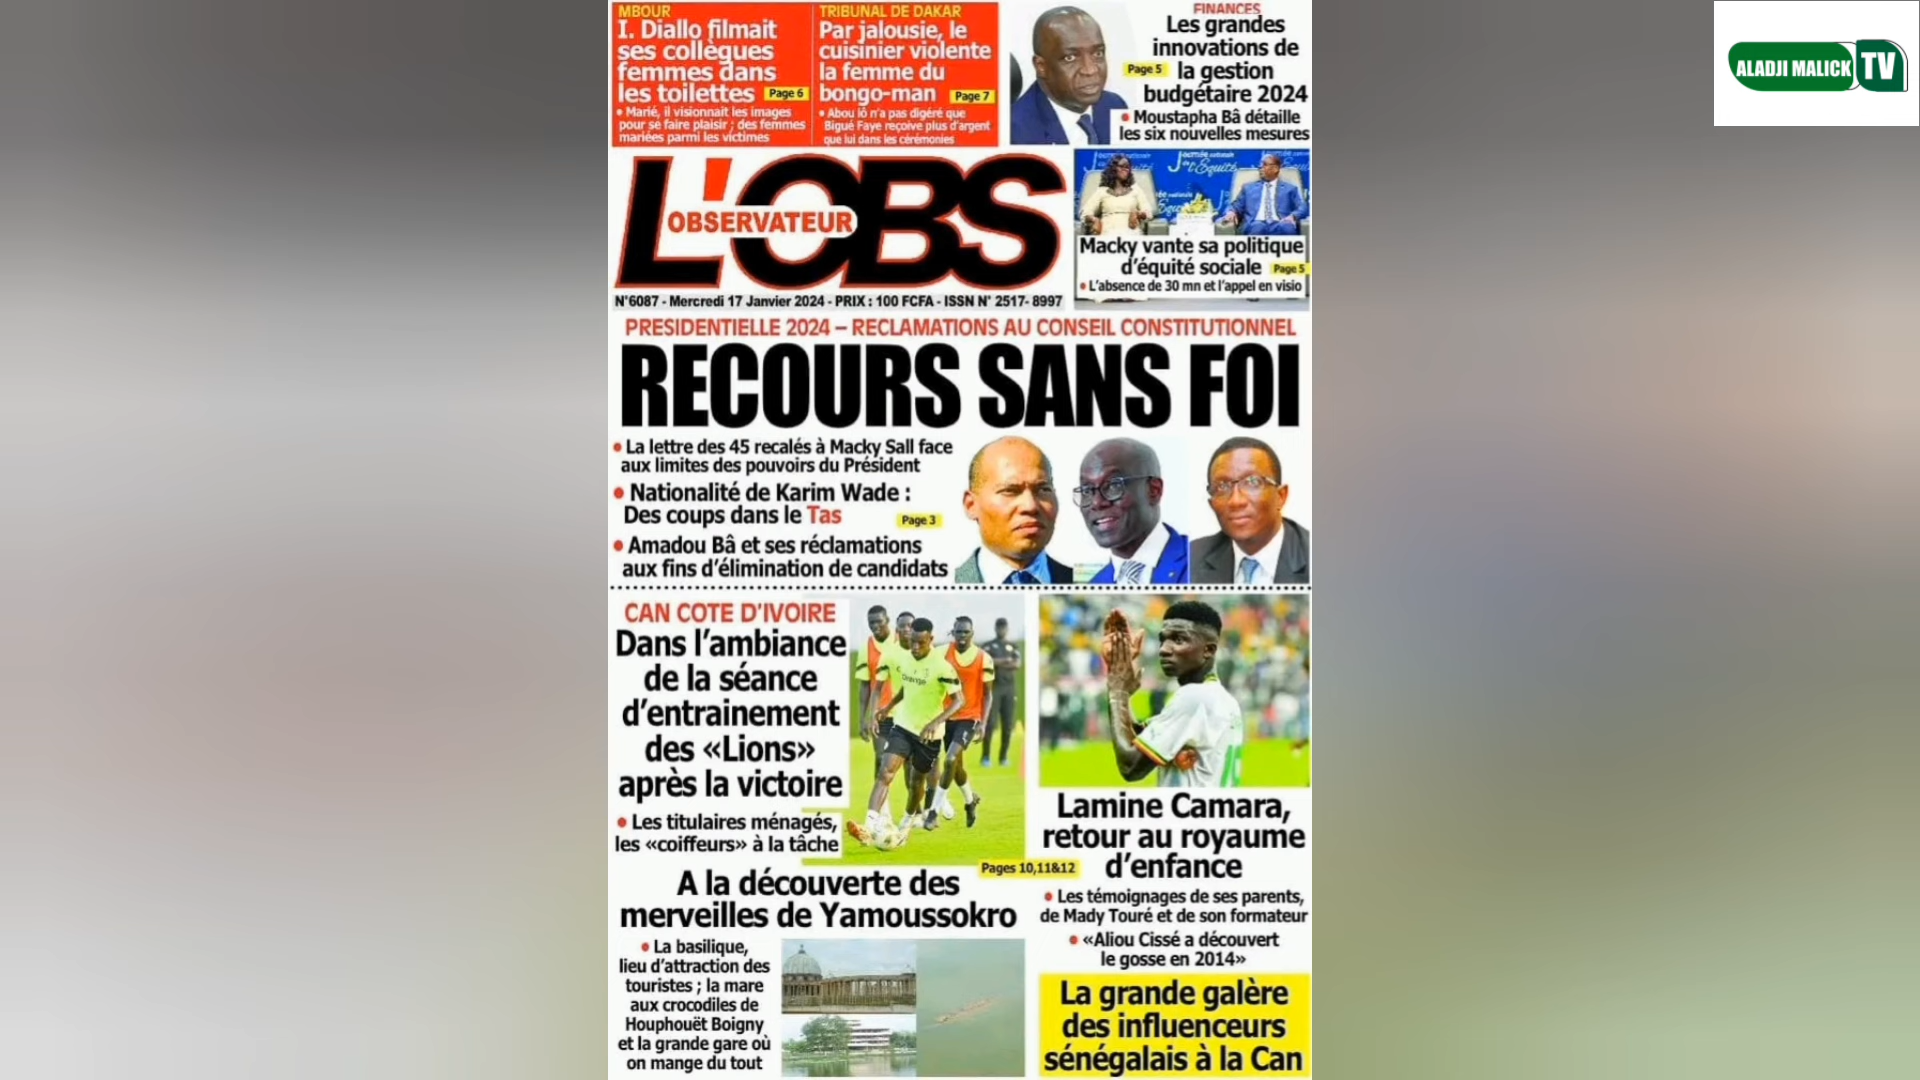 MBOUR
I. Diallo filmait
ses collègues
femmes dans
les toilettes Page 6
• Marié, il visionnait les images
pour se faire plaisir ; des femmes
mariées parmi les victimes
TRIBUNAL DE DAKAR
Par jalousie, le
cuisinier violente
la femme du
bongo-man Page 7
• Abou lô n'a pas digéré que
Bigué Faye reçoive plus d'argent
que lui dans les cérémonies
FINANCES
Les grandes
innovations de
Page 5 la gestion
budgétaire 2024
• Moustapha Bâ détaille
les six nouvelles mesures
ALADJI MALICK TV
L'OBS
OBSERVATEUR
N°6087 - Mercredi 17 Janvier 2024 - PRIX : 100 FCFA - ISSN N° 2517- 8997
Journée nationale
de l'Equité
Macky vante sa politique
d'équité sociale Page 5
• L'absence de 30 mn et l'appel en visio
PRESIDENTIELLE 2024 – RECLAMATIONS AU CONSEIL CONSTITUTIONNEL
RECOURS SANS FOI
• La lettre des 45 recalés à Macky Sall face
aux limites des pouvoirs du Président
• Nationalité de Karim Wade :
Des coups dans le Tas
Page 3
• Amadou Bâ et ses réclamations
aux fins d'élimination de candidats
CAN COTE D'IVOIRE
Dans l'ambiance
de la séance
d'entrainement
des «Lions»
après la victoire
• Les titulaires ménagés,
les «coiffeurs» à la tâche
Orange
Pages 10,11&12
A la découverte des
merveilles de Yamoussokro
• La basilique,
lieu d'attraction des
touristes ; la mare
aux crocodiles de
Houphouët Boigny
et la grande gare où
on mange du tout
Lamine Camara,
retour au royaume
d'enfance
• Les témoignages de ses parents,
de Mady Touré et de son formateur
• «Aliou Cissé a découvert
le gosse en 2014»
La grande galère
des influenceurs
sénégalais à la Can